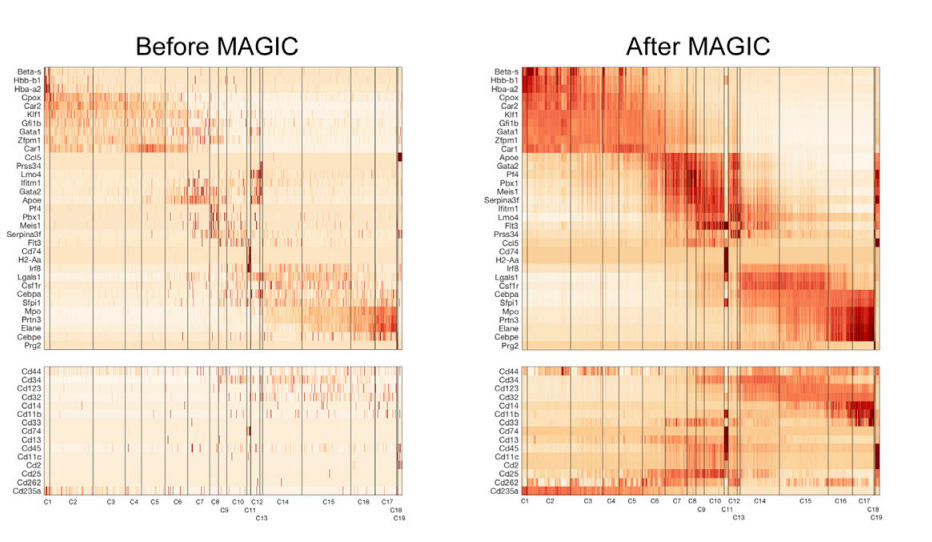 Before MAGIC
Beta-s
Hbb-b1
Hba-a2
Cpox
Car2
Klf1
Gfi1b
Gata1
Zfpm1
Car1
Ccl5
Prss34
Lmo4
Ifitm1
Gata2
Apoe
Pf4
Pbx1
Meis1
Serpina3f
Flt3
Cd74
H2-Aa
Irf8
Lgals1
Csf1r
Cebpa
Sfpi1
Mpo
Prtn3
Elane
Cebpe
Prg2
Cd44
Cd34
Cd123
Cd32
Cd14
Cd11b
Cd33
Cd74
Cd13
Cd45
Cd11c
Cd2
Cd25
Cd262
Cd235a
C1 C2 C3 C4 C5 C6 C7 C8 C10 C12 C14 C15 C16 C17
C9 C11 C18
C13 C19
After MAGIC
Beta-s
Hbb-b1
Hba-a2
Cpox
Car2
Klf1
Gfi1b
Gata1
Zfpm1
Car1
Apoe
Gata2
Pf4
Pbx1
Meis1
Serpina3f
Ifitm1
Lmo4
Flt3
Prss34
Ccl5
Cd74
H2-Aa
Irf8
Lgals1
Csf1r
Cebpa
Sfpi1
Mpo
Prtn3
Elane
Cebpe
Prg2
Cd44
Cd34
Cd123
Cd32
Cd14
Cd11b
Cd33
Cd74
Cd13
Cd45
Cd11c
Cd2
Cd25
Cd262
Cd235a
C1 C2 C3 C4 C5 C6 C7 C8 C10 C12 C14 C15 C16 C17
C9 C11 C18
C13 C19